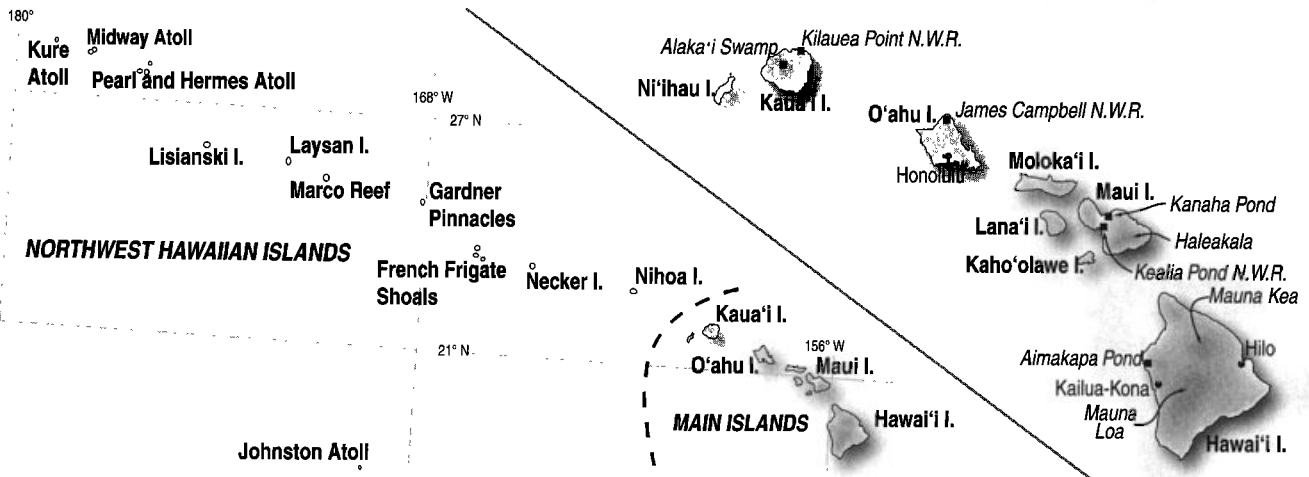 180°
Kure
Atoll
Midway Atoll
Pearl and Hermes Atoll
168° W
27° N
Lisianski I.
Laysan I.
Marco Reef
Gardner
Pinnacles
NORTHWEST HAWAIIAN ISLANDS
French Frigate
Shoals
Necker I.
Nihoa I.
Kaua‘i I.
21° N
156° W
O‘ahu I.
Maui I.
MAIN ISLANDS
Hawai‘i I.
Johnston Atoll
Alaka‘i Swamp
Kilauea Point N.W.R.
Ni‘ihau I.
Kaua‘i I.
O‘ahu I.
James Campbell N.W.R.
Honolulu
Moloka‘i I.
Maui I.
Kanaha Pond
Lana‘i I.
Haleakala
Kaho‘olawe I.
Kealia Pond N.W.R.
Mauna Kea
Aimakapa Pond
Hilo
Kailua-Kona
Mauna
Loa
Hawai‘i I.